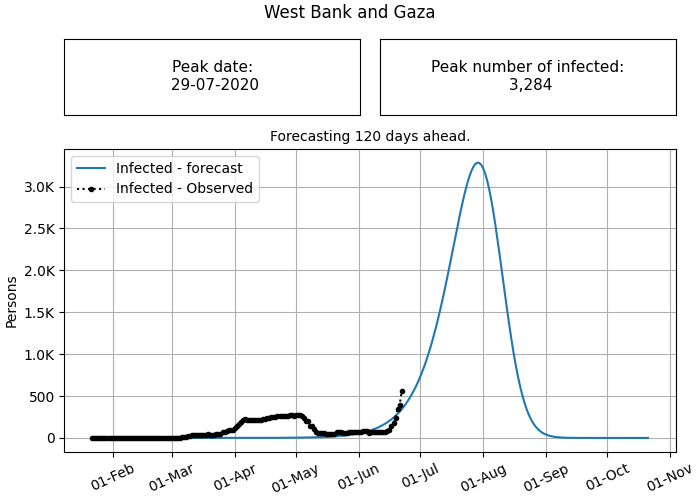 West Bank and Gaza
Peak date:
29-07-2020
Peak number of infected:
3,284
Forecasting 120 days ahead.
Infected - forecast
Infected - Observed
Persons
3.0K
2.5K
2.0K
1.5K
1.0K
500
0
01-Feb
01-Mar
01-Apr
01-May
01-Jun
01-Jul
01-Aug
01-Sep
01-Oct
01-Nov